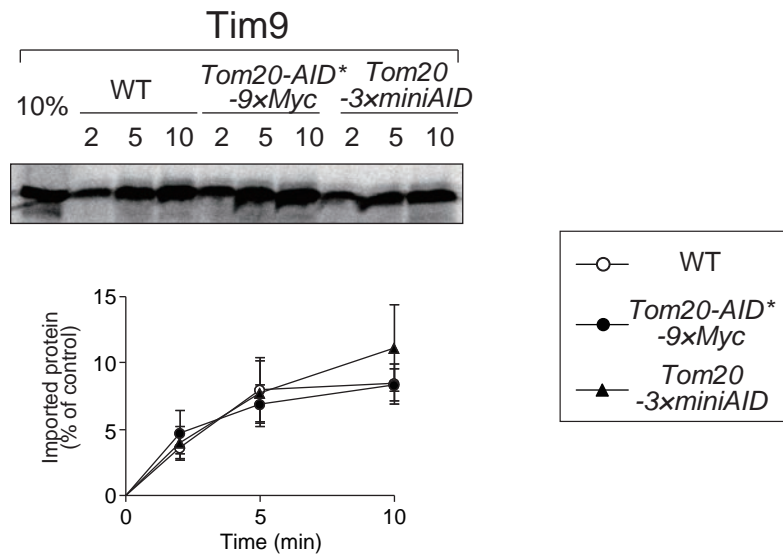 Tim9
10%
WT
Tom20-AID*
-9×Myc
Tom20
-3×miniAID
2 5 10 2 5 10 2 5 10
15
10
5
0
0 5 10
Imported protein
(% of control)
Time (min)
WT
Tom20-AID*
-9×Myc
Tom20
-3×miniAID